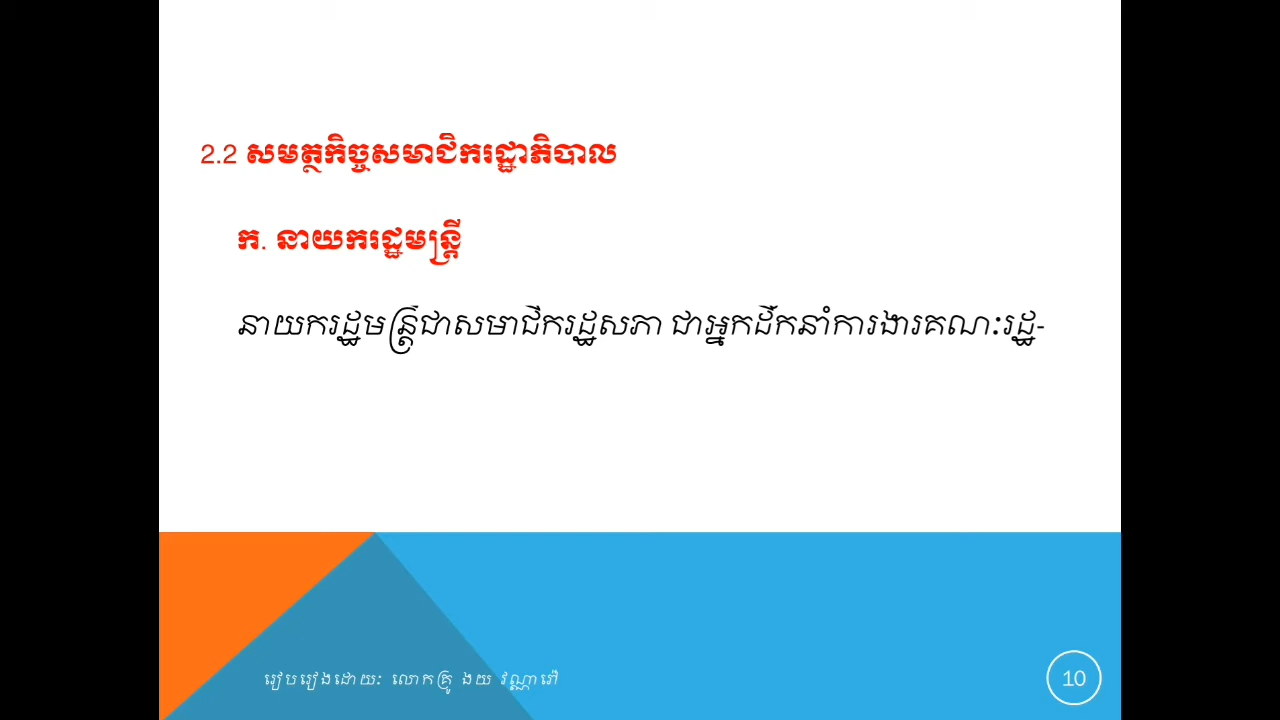 2.2 សមត្ថកិច្ចសមាជិករដ្ឋាភិបាល
ក. នាយករដ្ឋមន្ត្រី
នាយករដ្ឋមន្ត្រីជាសមាជិករដ្ឋសភា ជាអ្នកដឹកនាំការងារគណៈរដ្ឋ-
រៀបរៀងដោយៈ លោកគ្រូ ងយ វណ្ណារ៉ៅ
10